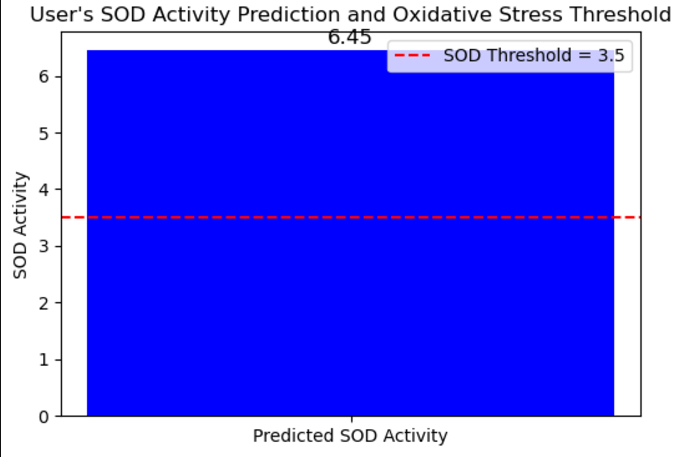 User's SOD Activity Prediction and Oxidative Stress Threshold
6.45
SOD Threshold = 3.5
6
5
4
3
2
1
0
SOD Activity
Predicted SOD Activity